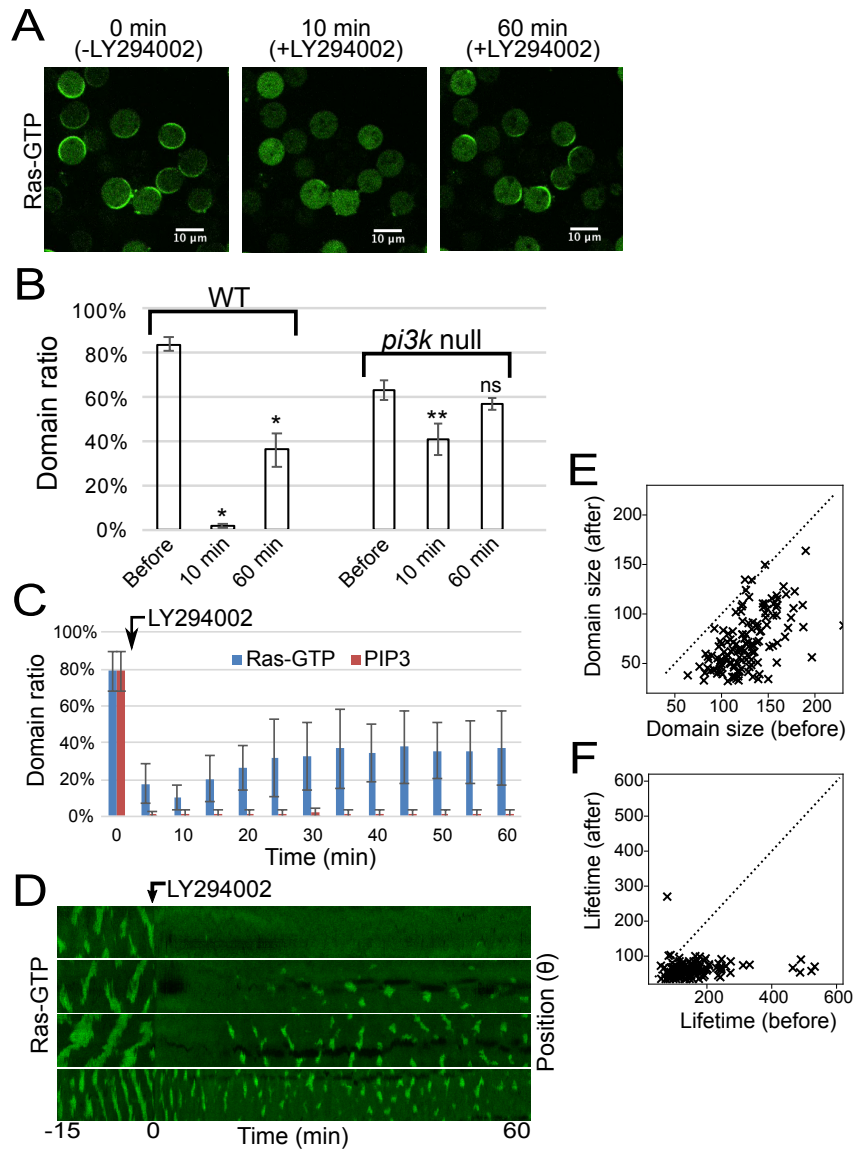 A
0 min
(-LY294002)
10 min
(+LY294002)
60 min
(+LY294002)
Ras-GTP
10 µm
10 µm
10 µm
B
WT
pi3k null
Domain ratio
100%
80%
60%
40%
20%
0%
*
*
**
ns
Before
10 min
60 min
Before
10 min
60 min
C
LY294002
Ras-GTP
PIP3
Domain ratio
100%
80%
60%
40%
20%
0%
0 10 20 30 40 50 60
Time (min)
D
LY294002
Ras-GTP
Position (θ)
-15 0 60
Time (min)
E
Domain size (after)
200
150
100
50
50 100 150 200
Domain size (before)
F
Lifetime (after)
600
500
400
300
200
100
200 400 600
Lifetime (before)